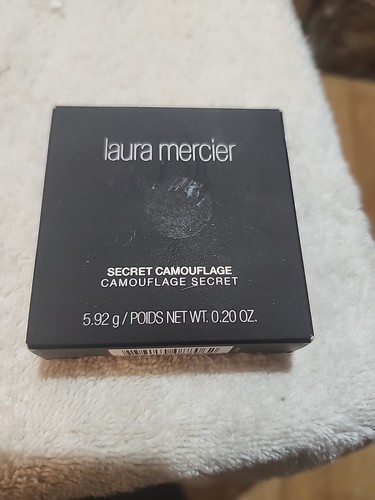 laura mercier
SECRET CAMOUFLAGE
CAMOUFLAGE SECRET
5.92 g / POIDS NET WT. 0.20 OZ.